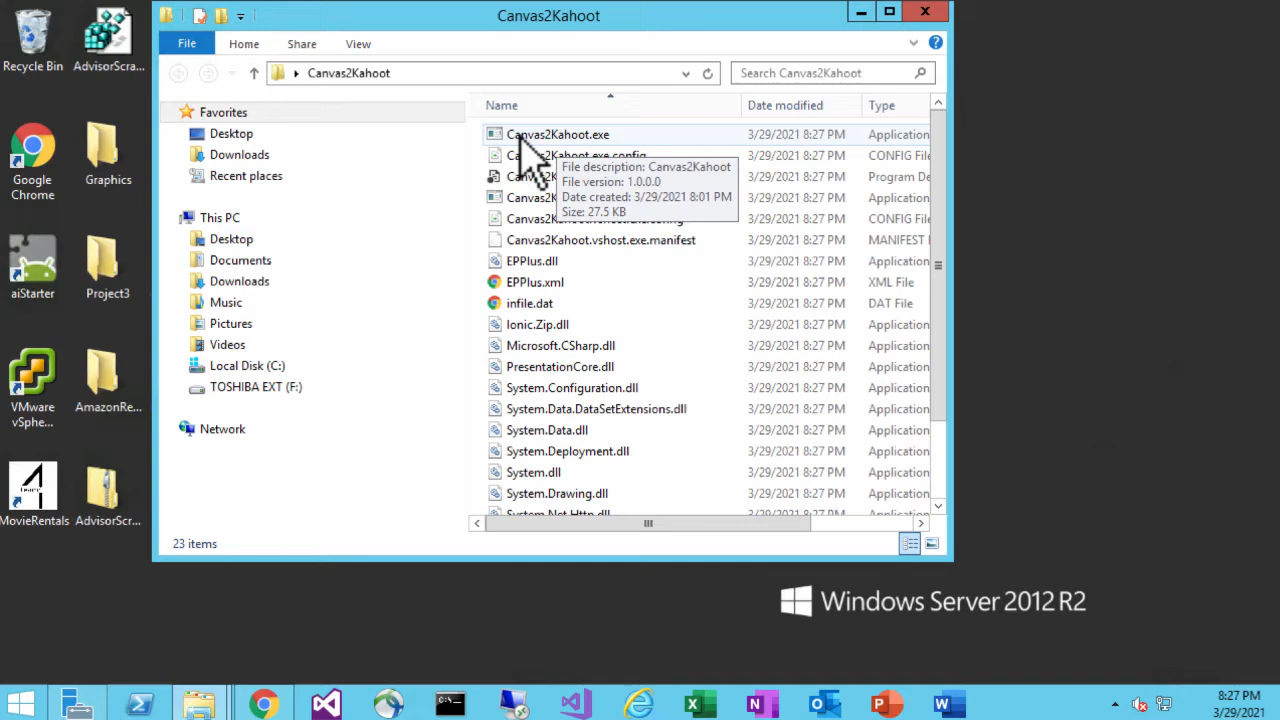 Canvas2Kahoot
File Home Share View
Canvas2Kahoot
Search Canvas2Kahoot
Favorites
Desktop
Downloads
Recent places
This PC
Desktop
Documents
Downloads
Music
Pictures
Videos
Local Disk (C:)
TOSHIBA EXT (F:)
Network
Name Date modified Type
Canvas2Kahoot.exe 3/29/2021 8:27 PM Application
3/29/2021 8:27 PM CONFIG File
3/29/2021 8:27 PM Program De
3/29/2021 8:27 PM Application
3/29/2021 8:27 PM CONFIG File
Canvas2Kahoot.vshost.exe.manifest 3/29/2021 8:27 PM MANIFEST
EPPlus.dll 3/29/2021 8:27 PM Application
EPPlus.xml 3/29/2021 8:27 PM XML File
infile.dat 3/29/2021 8:27 PM DAT File
Ionic.Zip.dll 3/29/2021 8:27 PM Application
Microsoft.CSharp.dll 3/29/2021 8:27 PM Application
PresentationCore.dll 3/29/2021 8:27 PM Application
System.Configuration.dll 3/29/2021 8:27 PM Application
System.Data.DataSetExtensions.dll 3/29/2021 8:27 PM Application
System.Data.dll 3/29/2021 8:27 PM Application
System.Deployment.dll 3/29/2021 8:27 PM Application
System.dll 3/29/2021 8:27 PM Application
System.Drawing.dll 3/29/2021 8:27 PM Application
System.Net.Http.dll 3/29/2021 8:27 PM Application
File description: Canvas2Kahoot
File version: 1.0.0.0
Date created: 3/29/2021 8:01 PM
Size: 27.5 KB
23 items
Recycle Bin
AdvisorScra...
Google
Chrome
Graphics
aiStarter
Project3
VMware
vSphe...
AmazonRe...
MovieRentals
AdvisorScr...
Windows Server 2012 R2
8:27 PM
3/29/2021